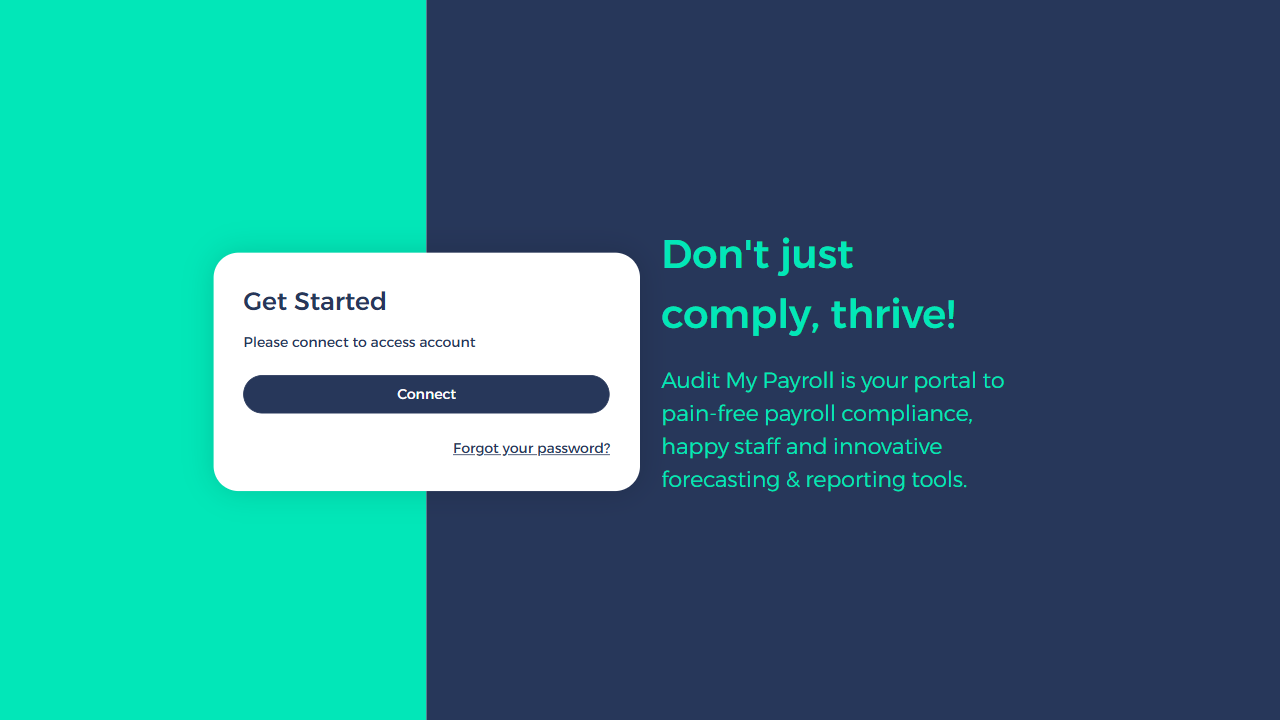 Get Started
Please connect to access account
Connect
Forgot your password?
Don't just
comply, thrive!
Audit My Payroll is your portal to
pain-free payroll compliance,
happy staff and innovative
forecasting & reporting tools.